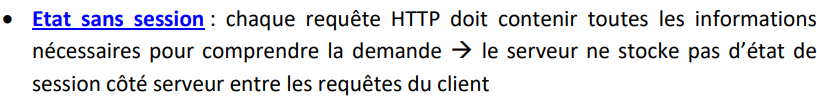 • Etat sans session : chaque requête HTTP doit contenir toutes les informations
nécessaires pour comprendre la demande → le serveur ne stocke pas d’état de
session côté serveur entre les requêtes du client